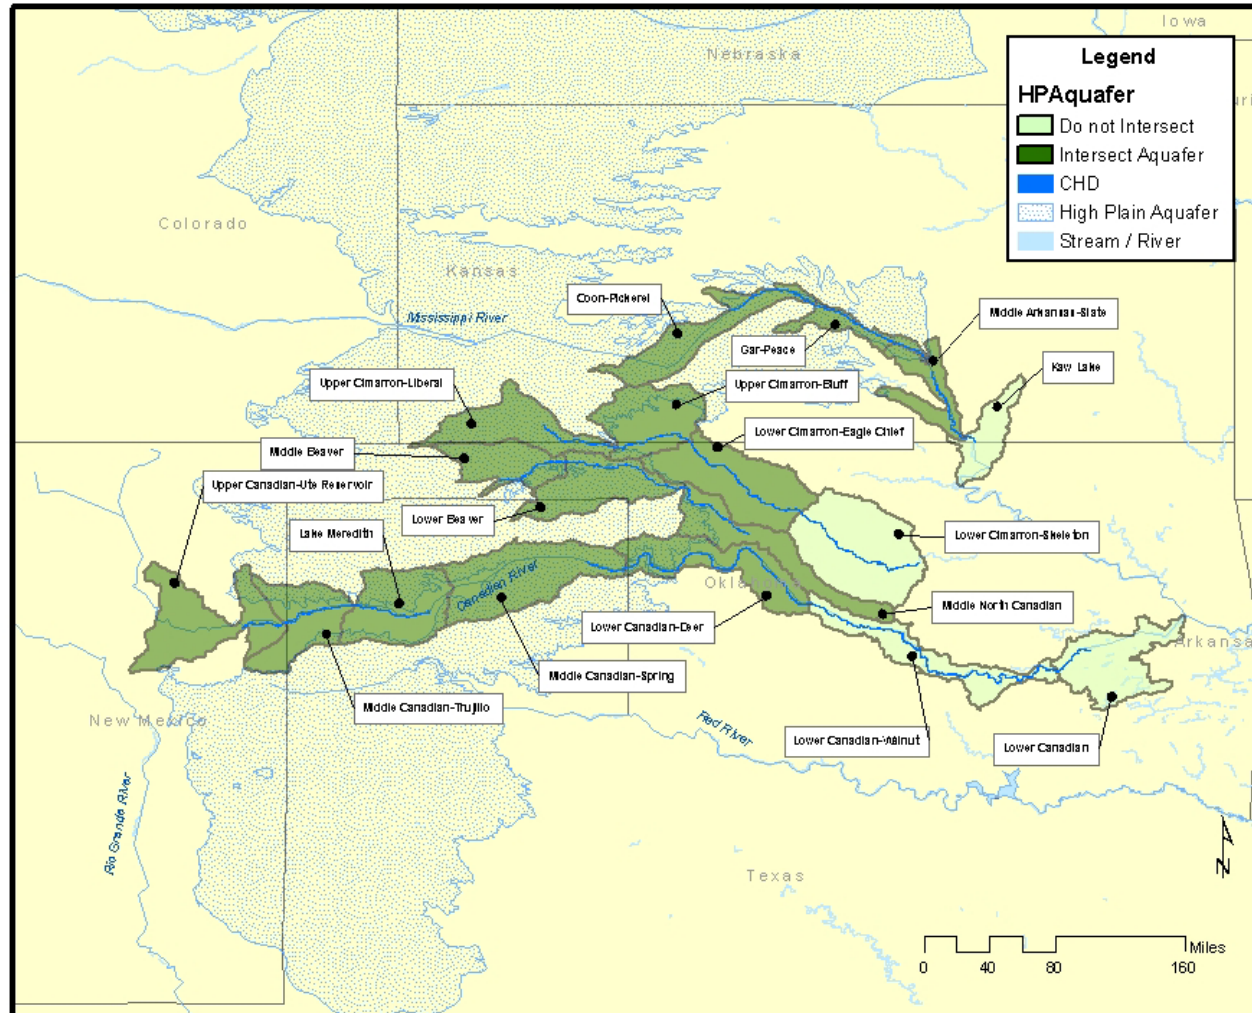 Iowa
Nebraska
Legend
HPAquafer
Do not Intersect
Intersect Aquafer
CHD
High Plain Aquafer
Stream / River
uri
Colorado
Kansas
Coon-Pickerel
Mississippi River
Middle Arkansas-Slate
Gar-Peace
Kaw Lake
Upper Cimarron-Liberal
Upper Cimarron-Bluff
Lower Cimarron-Eagle Chief
Middle Beaver
Upper Canadian-Ute Reservoir
Lower Beaver
Lake Meredith
Lower Cimarron-Skeleton
Canadian River
Oklahoma
Middle North Canadian
Lower Canadian-Deer
Arkansa
Middle Canadian-Spring
Middle Canadian-Trujillo
New Mexico
Red River
Lower Canadian-Walnut
Lower Canadian
Rio Grande River
N
Texas
Miles
0 40 80 160